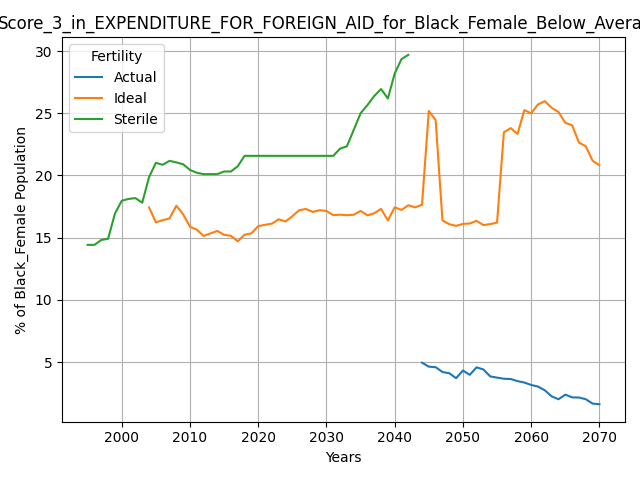 Score_3_in_EXPENDITURE_FOR_FOREIGN_AID_for_Black_Female_Below_Avera
Fertility
Actual
Ideal
Sterile
% of Black_Female Population
30
25
20
15
10
5
2000 2010 2020 2030 2040 2050 2060 2070
Years